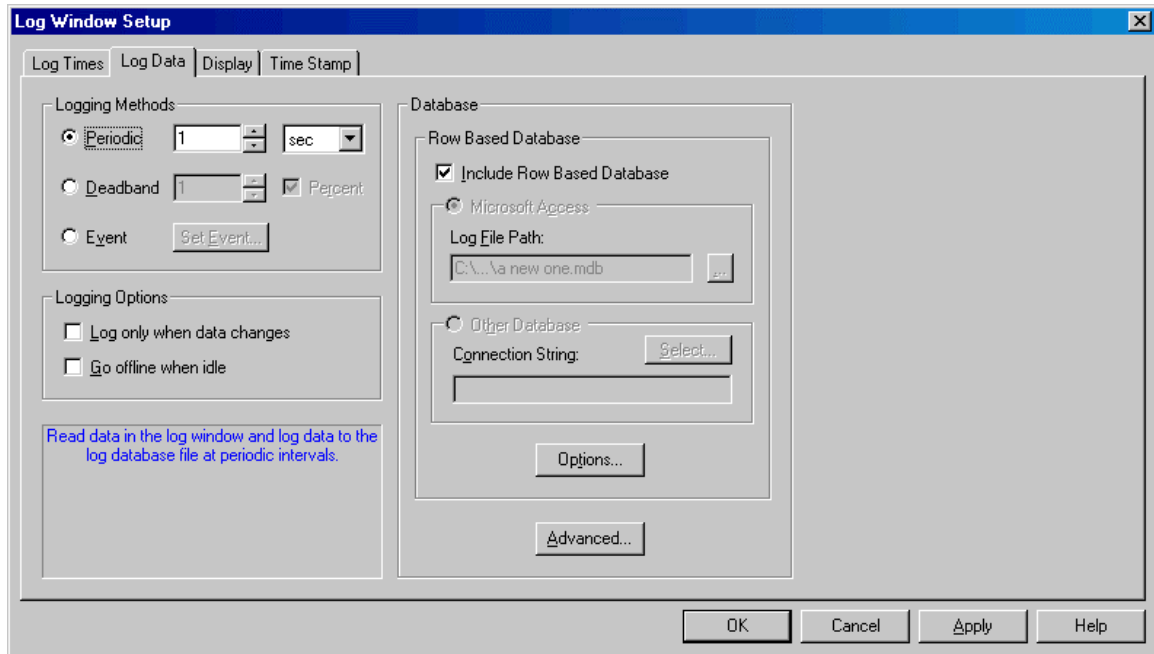 Log Window Setup
Log Times Log Data Display Time Stamp
Logging Methods
Periodic 1 sec
Deadband 1 Percent
Event Set Event...
Logging Options
Log only when data changes
Go offline when idle
Read data in the log window and log data to the
log database file at periodic intervals.
Database
Row Based Database
Include Row Based Database
Microsoft Access
Log File Path:
C:\...\a new one.mdb ...
Other Database
Connection String: Select...
Options...
Advanced...
OK Cancel Apply Help